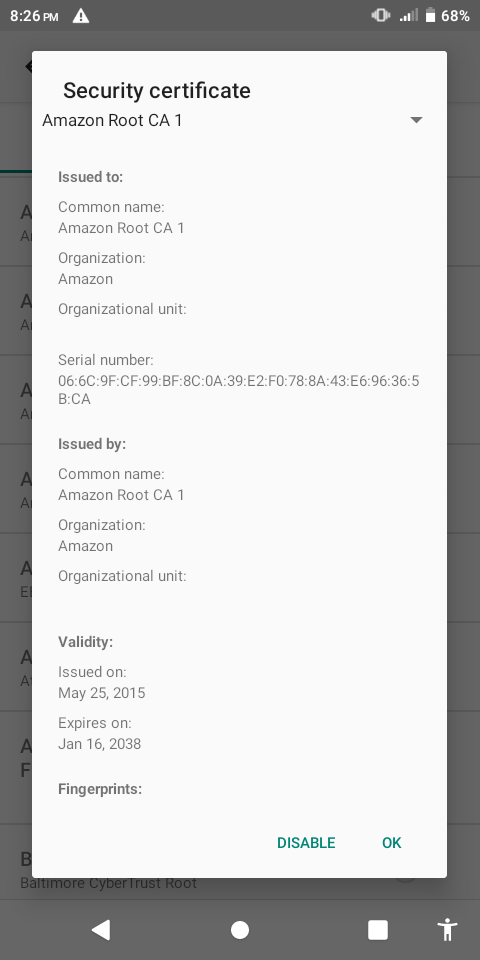 8:26 PM
68%
Security certificate
Amazon Root CA 1
Issued to:
Common name:
Amazon Root CA 1
Organization:
Amazon
Organizational unit:
Serial number:
06:6C:9F:CF:99:BF:8C:0A:39:E2:F0:78:8A:43:E6:96:36:5
B:CA
Issued by:
Common name:
Amazon Root CA 1
Organization:
Amazon
Organizational unit:
Validity:
Issued on:
May 25, 2015
Expires on:
Jan 16, 2038
Fingerprints:
DISABLE OK
Baltimore CyberTrust Root